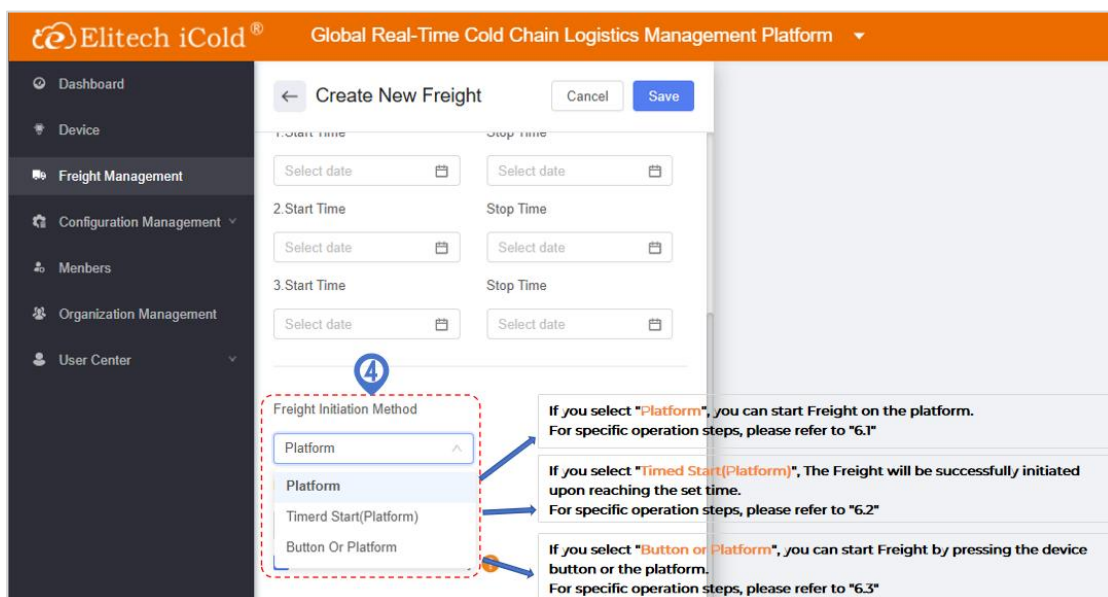 Elitech iCold®
Global Real-Time Cold Chain Logistics Management Platform
Dashboard
Device
Freight Management
Configuration Management
Menbers
Organization Management
User Center
Create New Freight
Cancel
Save
1.Start Time
Stop Time
Select date
Select date
2.Start Time
Stop Time
Select date
Select date
3.Start Time
Stop Time
Select date
Select date
4
Freight Initiation Method
Platform
Platform
Timerd Start(Platform)
Button Or Platform
If you select "Platform", you can start Freight on the platform.
For specific operation steps, please refer to "6.1"
If you select "Timed Start(Platform)", The Freight will be successfully initiated
upon reaching the set time.
For specific operation steps, please refer to "6.2"
If you select "Button or Platform", you can start Freight by pressing the device
button or the platform.
For specific operation steps, please refer to "6.3"